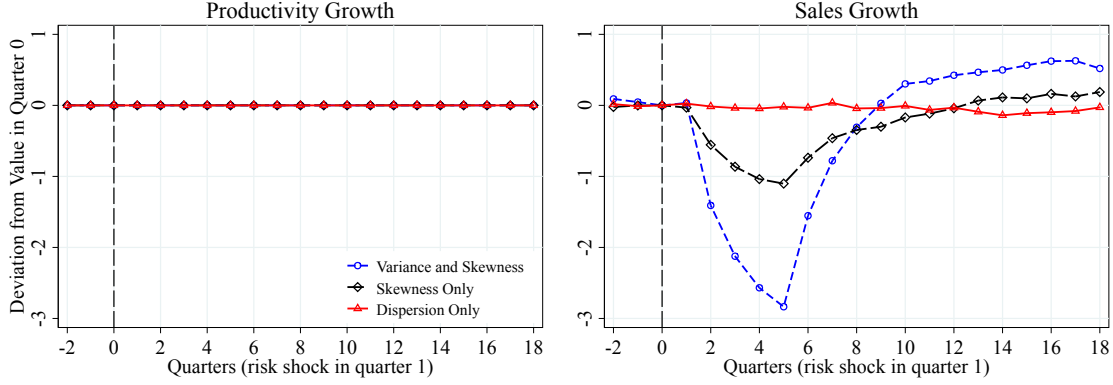 Productivity Growth
Deviation from Value in Quarter 0
1
0
-1
-2
-3
Variance and Skewness
Skewness Only
Dispersion Only
-2 0 2 4 6 8 10 12 14 16 18
Quarters (risk shock in quarter 1)
Sales Growth
1
0
-1
-2
-3
-2 0 2 4 6 8 10 12 14 16 18
Quarters (risk shock in quarter 1)